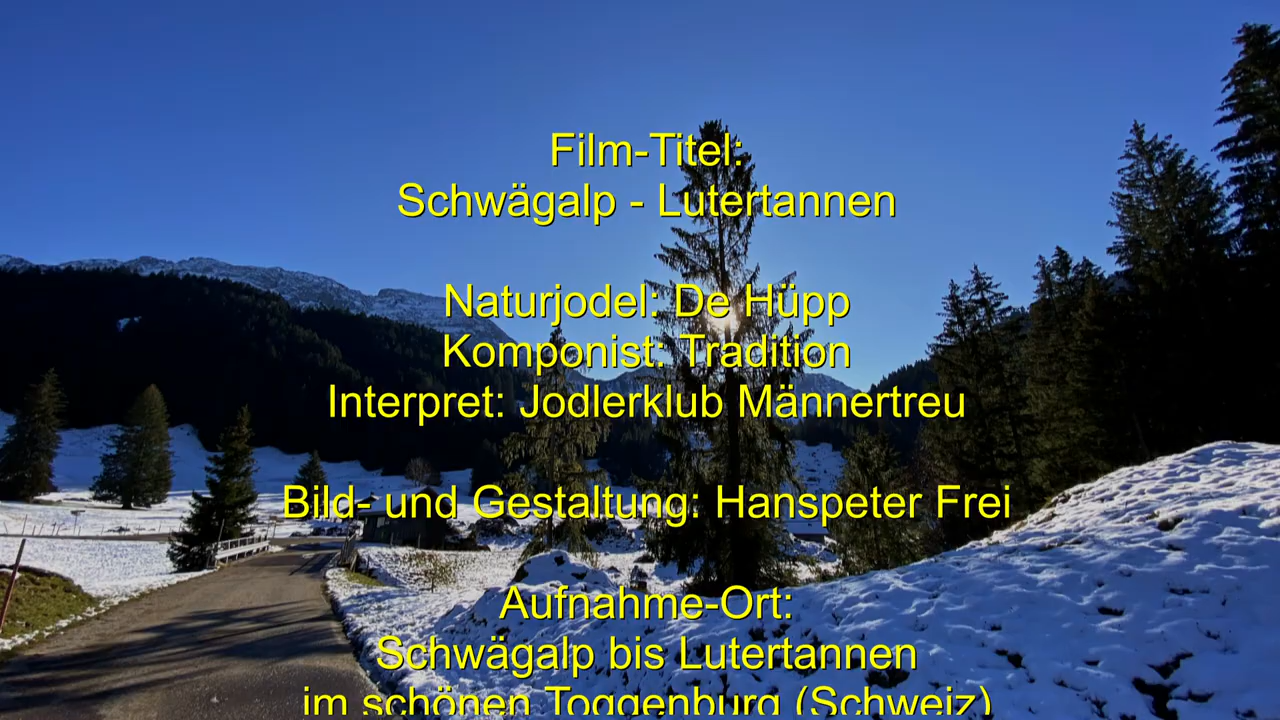 Film-Titel:
Schwägalp - Lutertannen
Naturjodel: De Hüpp
Komponist: Tradition
Interpret: Jodlerklub Männertreu
Bild- und Gestaltung: Hanspeter Frei
Aufnahme-Ort:
Schwägalp bis Lutertannen
im schönen Toggenburg (Schweiz)